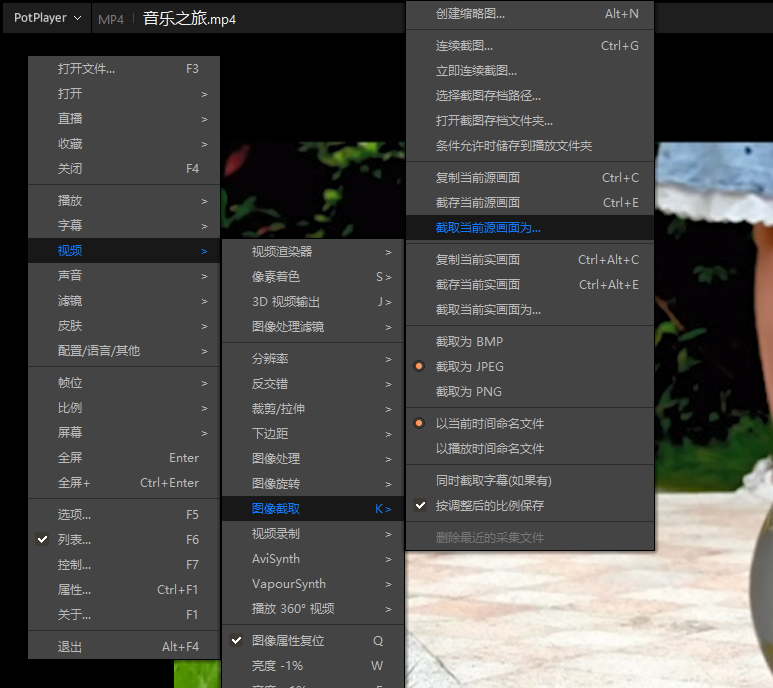 PotPlayer
MP4
音乐之旅.mp4
打开文件... F3
打开 >
直播 >
收藏 >
关闭 F4
播放 >
字幕 >
视频 >
声音 >
滤镜 >
皮肤 >
配置/语言/其他 >
帧位 >
比例 >
屏幕 >
全屏 Enter
全屏+ Ctrl+Enter
选项... F5
列表... F6
控制... F7
属性... Ctrl+F1
关于... F1
退出 Alt+F4
视频渲染器 >
像素着色 S >
3D 视频输出 J >
图像处理滤镜 >
分辨率 >
反交错 >
裁剪/拉伸 >
下边距 >
图像处理 >
图像旋转 >
图像截取 K >
视频录制 >
AviSynth >
VapourSynth >
播放 360° 视频 >
图像属性复位 Q
亮度 -1% W
创建缩略图... Alt+N
连续截图... Ctrl+G
立即连续截图...
选择截图存档路径...
打开截图存档文件夹...
条件允许时储存到播放文件夹
复制当前源画面 Ctrl+C
截存当前源画面 Ctrl+E
截取当前源画面为...
复制当前实画面 Ctrl+Alt+C
截存当前实画面 Ctrl+Alt+E
截取当前实画面为...
截取为 BMP
截取为 JPEG
截取为 PNG
以当前时间命名文件
以播放时间命名文件
同时截取字幕(如果有)
按调整后的比例保存
删除最近的采集文件